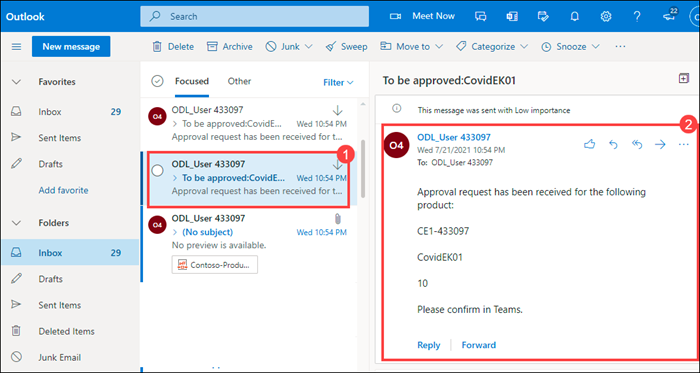 Outlook
Search
Meet Now
22
New message
Delete
Archive
Junk
Sweep
Move to
Categorize
Snooze
Favorites
Inbox 29
Sent Items
Drafts
Add favorite
Folders
Inbox 29
Drafts
Sent Items
Deleted Items
Junk Email
Focused Other Filter
O4
ODL_User 433097
> To be approved:CovidE... Wed 10:54 PM
Approval request has been received for t...
1
ODL_User 433097
> To be approved:CovidE... Wed 10:54 PM
Approval request has been received for t...
O4
ODL_User 433097
> (No subject) Wed 10:54 PM
No preview is available.
Contoso-Produ...
To be approved:CovidEK01
This message was sent with Low importance
2
O4
ODL_User 433097
Wed 7/21/2021 10:54 PM
To: ODL_User 433097
Approval request has been received for the following
product:
CE1-433097
CovidEK01
10
Please confirm in Teams.
Reply Forward